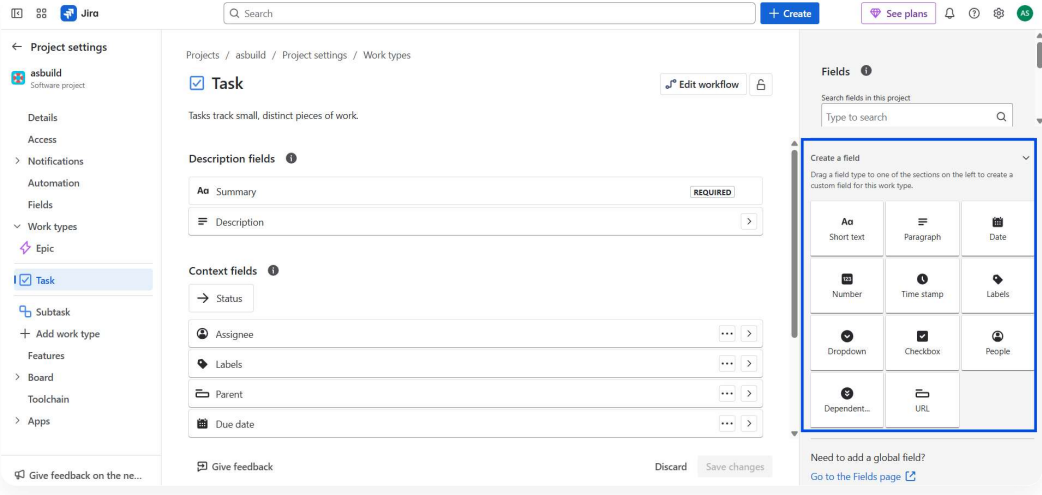 Jira
Search
+ Create
See plans
AS
Project settings
asbuild
Software project
Details
Access
Notifications
Automation
Fields
Work types
Epic
Task
Subtask
Add work type
Features
Board
Toolchain
Apps
Give feedback on the ne...
Projects / asbuild / Project settings / Work types
Task
Edit workflow
Tasks track small, distinct pieces of work.
Description fields
Aa Summary REQUIRED
Description
Context fields
Status
Assignee
Labels
Parent
Due date
Give feedback
Discard Save changes
Fields
Search fields in this project
Type to search
Create a field
Drag a field type to one of the sections on the left to create a
custom field for this work type.
Aa
Short text Paragraph Date
123
Number Time stamp Labels
Dropdown Checkbox People
Dependent... URL
Need to add a global field?
Go to the Fields page